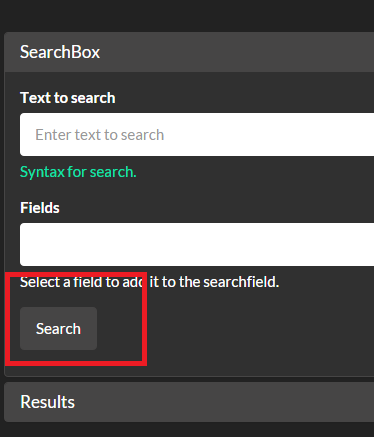 SearchBox
Text to search
Enter text to search
Syntax for search.
Fields
Select a field to add it to the searchfield.
Search
Results